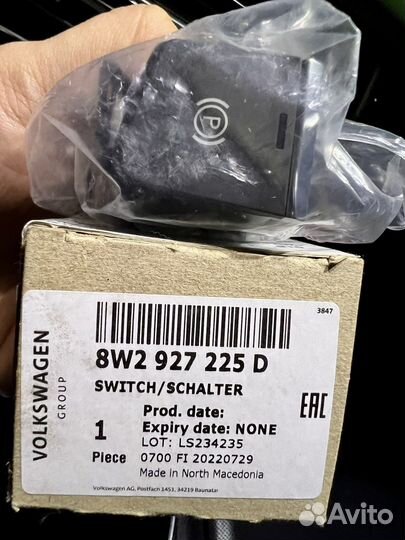 P
3847
VOLKSWAGEN
GROUP
8W2 927 225 D
SWITCH/SCHALTER
EAC
Prod. date:
1 Expiry date: NONE
LOT: LS234235
Piece 0700 FI 20220729
Made in North Macedonia
Volkswagen AG, Postfach 1451, 34219 Baunatal
Avito